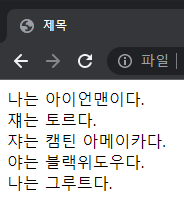 제목
파일
나는 아이언맨이다.
쟤는 토르다.
쟈는 캡틴 아메이카다.
야는 블랙위도우다.
나는 그루트다.